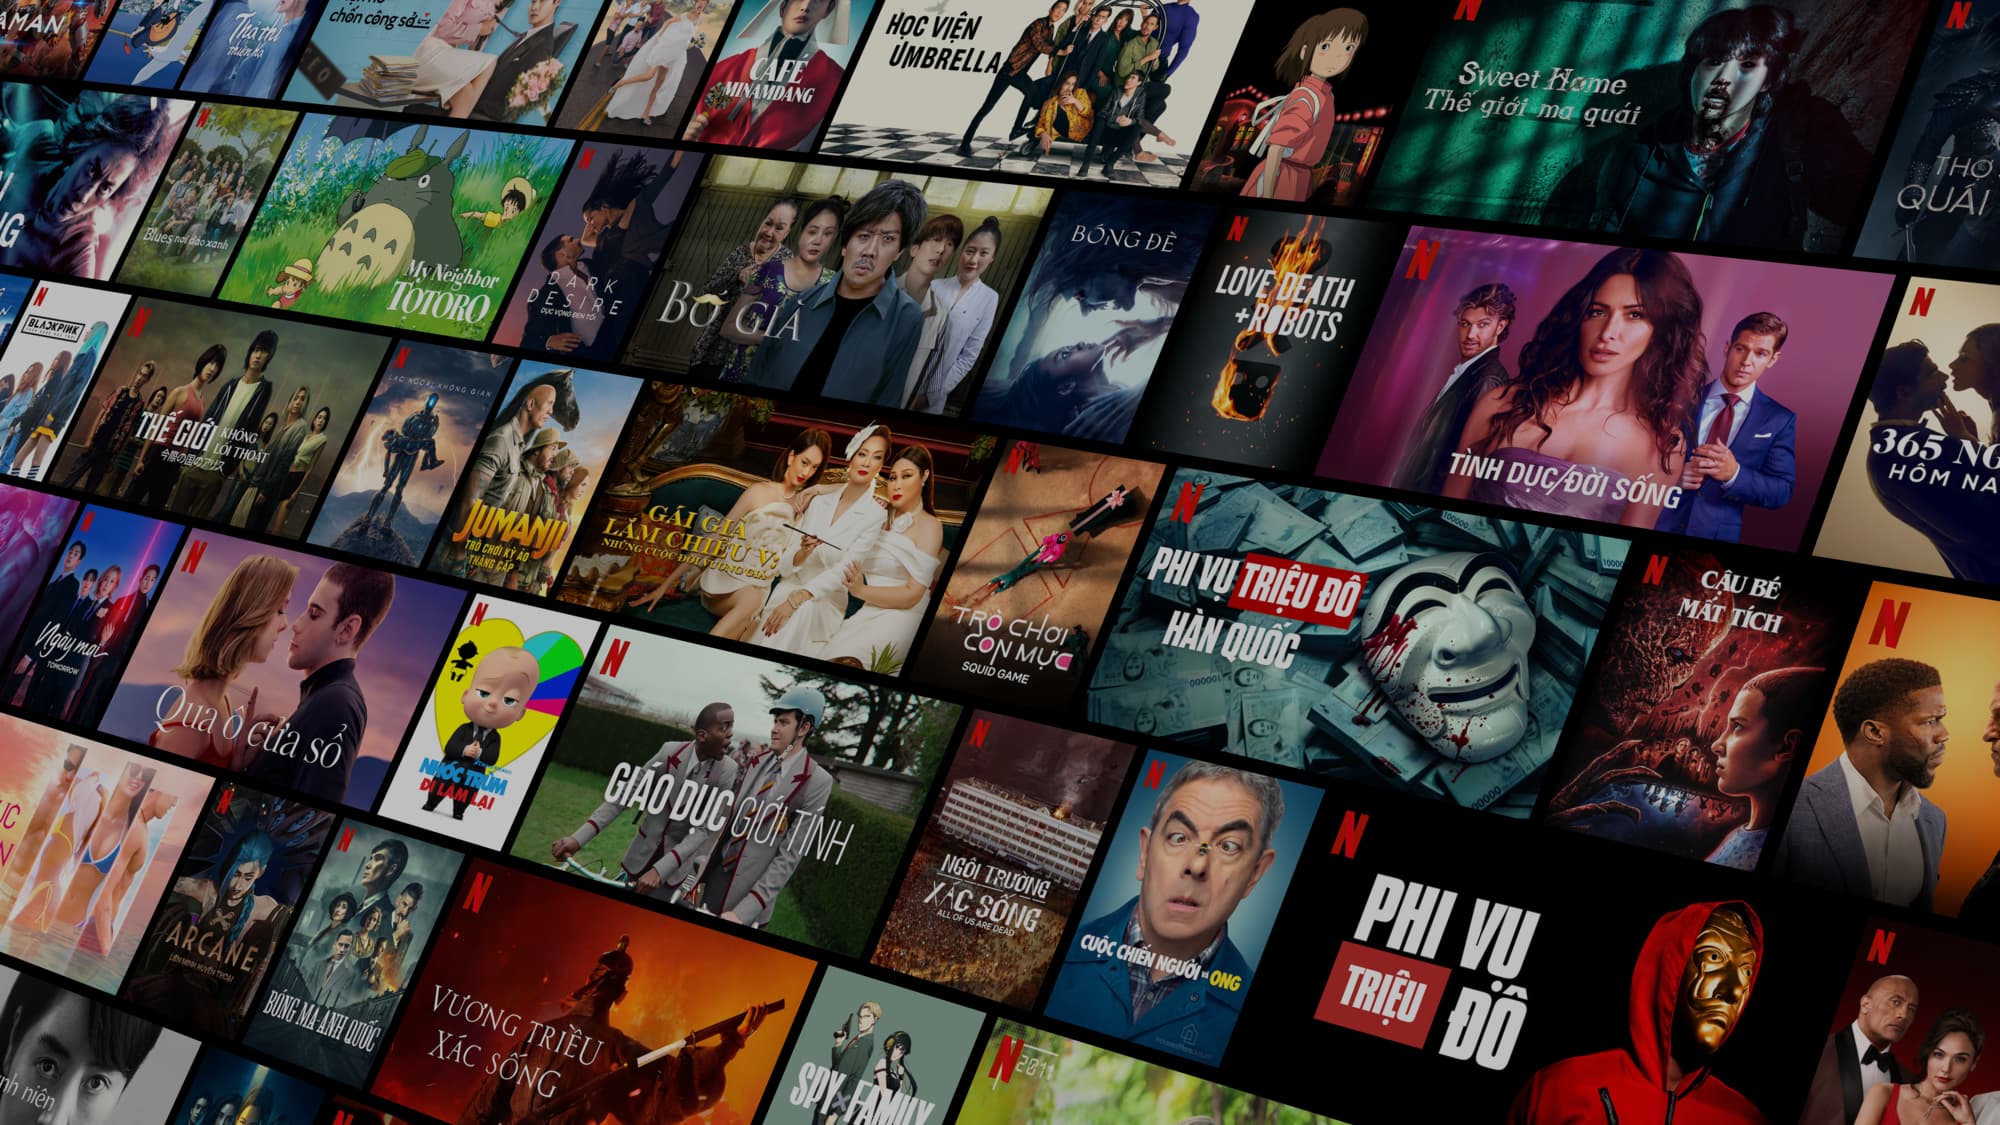 chốn công sở
Thả thí
thiên hạ
CAFÉ
MINAMDANG
HỌC VIỆN
UMBRELLA
Sweet Home
Thế giới ma quái
THỢ
QUÁI
Blues nơi đảo xanh
My Neighbor
TOTORO
DARK
DESIRE
DỤC VỌNG ĐEN TỐI
BỐ GIÀ
BÓNG ĐÈ
LOVE DEATH
+ROBOTS
TÌNH DỤC/ĐỜI SỐNG
365 NG
HÔM NA
BLACKPINK
THẾ GIỚI KHÔNG
LỐI THOÁT
今際の国のアリス
LẠC NGOÀI KHÔNG GIAN
JUMANJI
TRÒ CHƠI KỲ ẢO
THĂNG CẤP
GÁI GIÀ
LẮM CHIÊU V:
NHỮNG CUỘC ĐỜI VƯƠNG GIẢ
TRÒ CHƠI
CON MỰC
SQUID GAME
PHI VỤ TRIỆU ĐÔ
HÀN QUỐC
CẬU BÉ
MẤT TÍCH
Ngày mai
TOMORROW
Qua ô cửa sổ
NHÓC TRÙM
ĐI LÀM LẠI
GIÁO DỤC GIỚI TÍNH
NGÔI TRƯỜNG
XÁC SỐNG
ALL OF US ARE DEAD
CUỘC CHIẾN NGƯỜI VS ONG
PHI VỤ
TRIỆU ĐÔ
ARCANE
LIÊN MINH HUYỀN THOẠI
BÓNG MA ANH QUỐC
VƯƠNG TRIỀU
XÁC SỐNG
SPY×FAMILY
2011